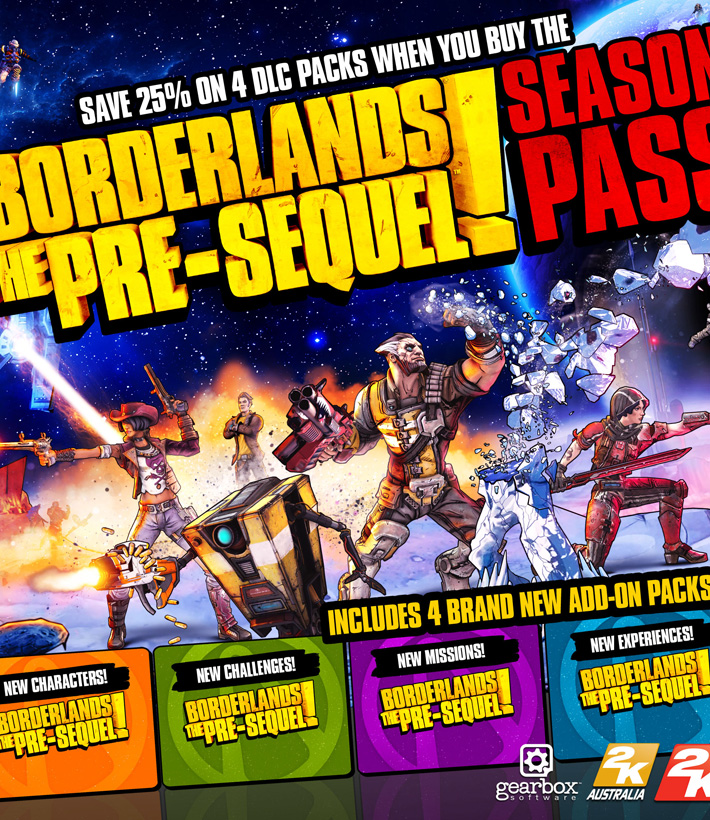 SAVE 25% ON 4 DLC PACKS WHEN YOU BUY THE
BORDERLANDS
THE PRE-SEQUEL!
™
SEASON
PASS
INCLUDES 4 BRAND NEW ADD-ON PACKS
NEW CHARACTERS!
BORDERLANDS
THE PRE-SEQUEL!
NEW CHALLENGES!
BORDERLANDS
THE PRE-SEQUEL!
NEW MISSIONS!
BORDERLANDS
THE PRE-SEQUEL!
NEW EXPERIENCES!
BORDERLANDS
THE PRE-SEQUEL!
gearbox
software
2K
AUSTRALIA
2K